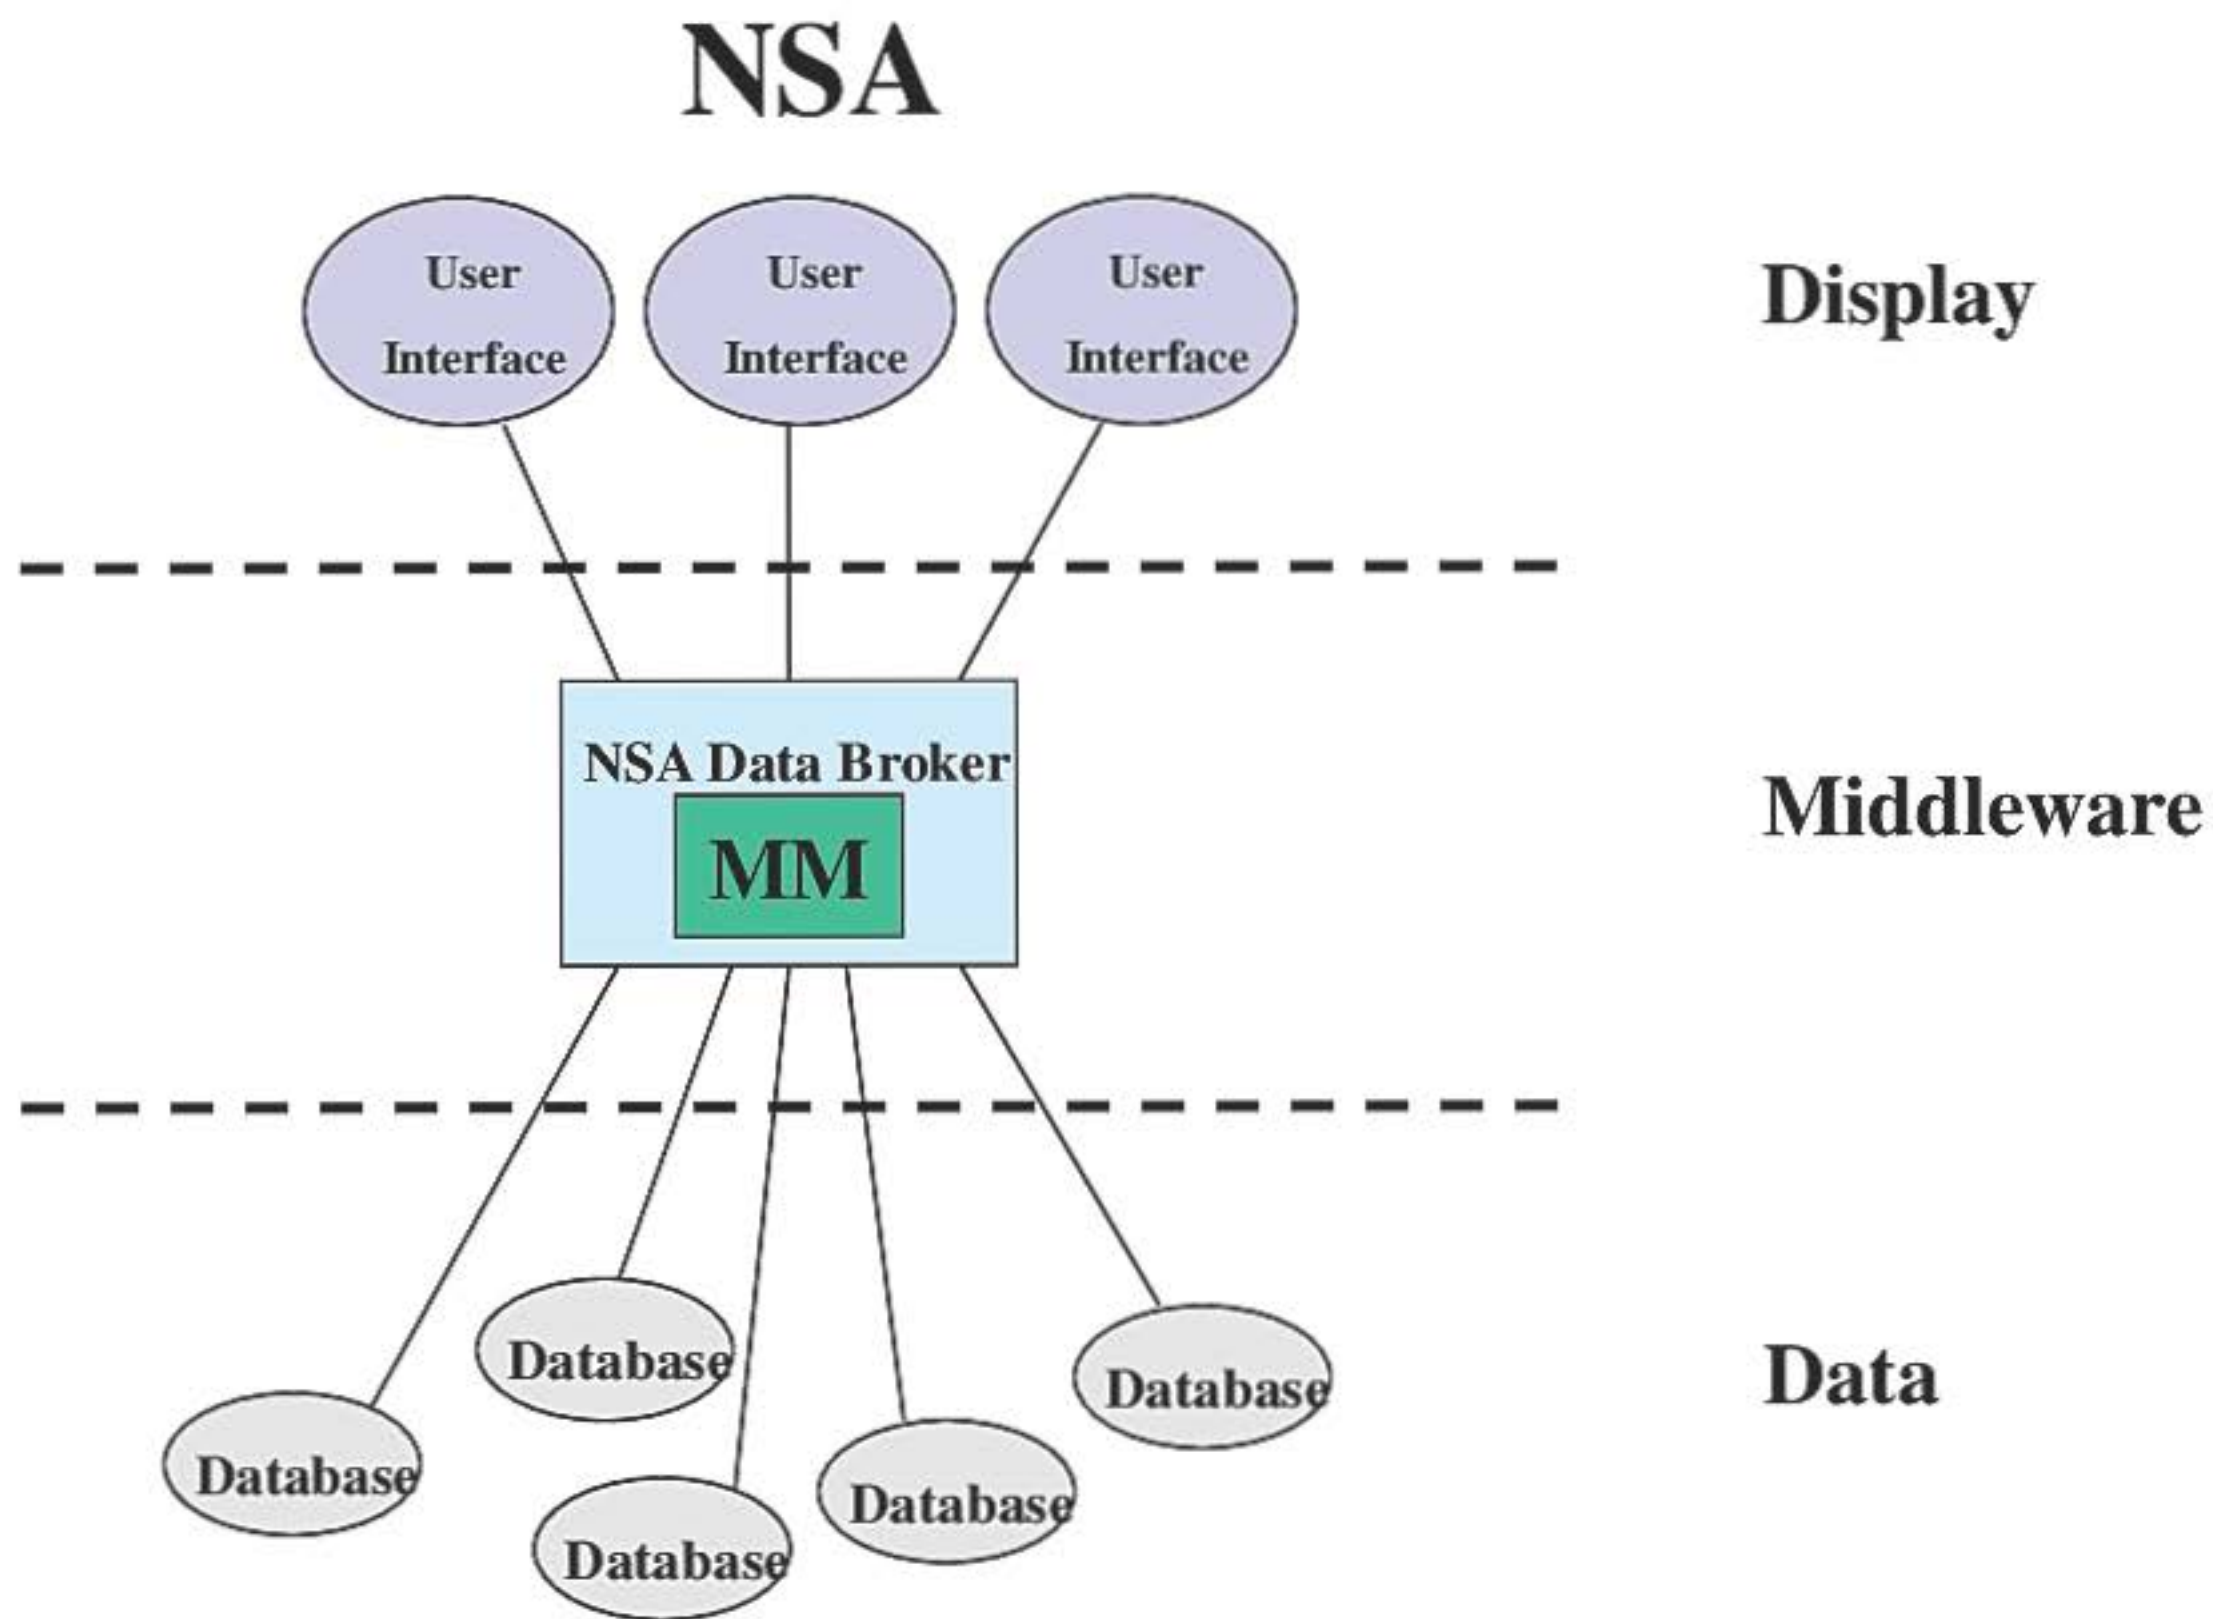 NSA
User
Interface
User
Interface
User
Interface
Display
NSA Data Broker
MM
Middleware
Database
Database
Database
Database
Database
Data